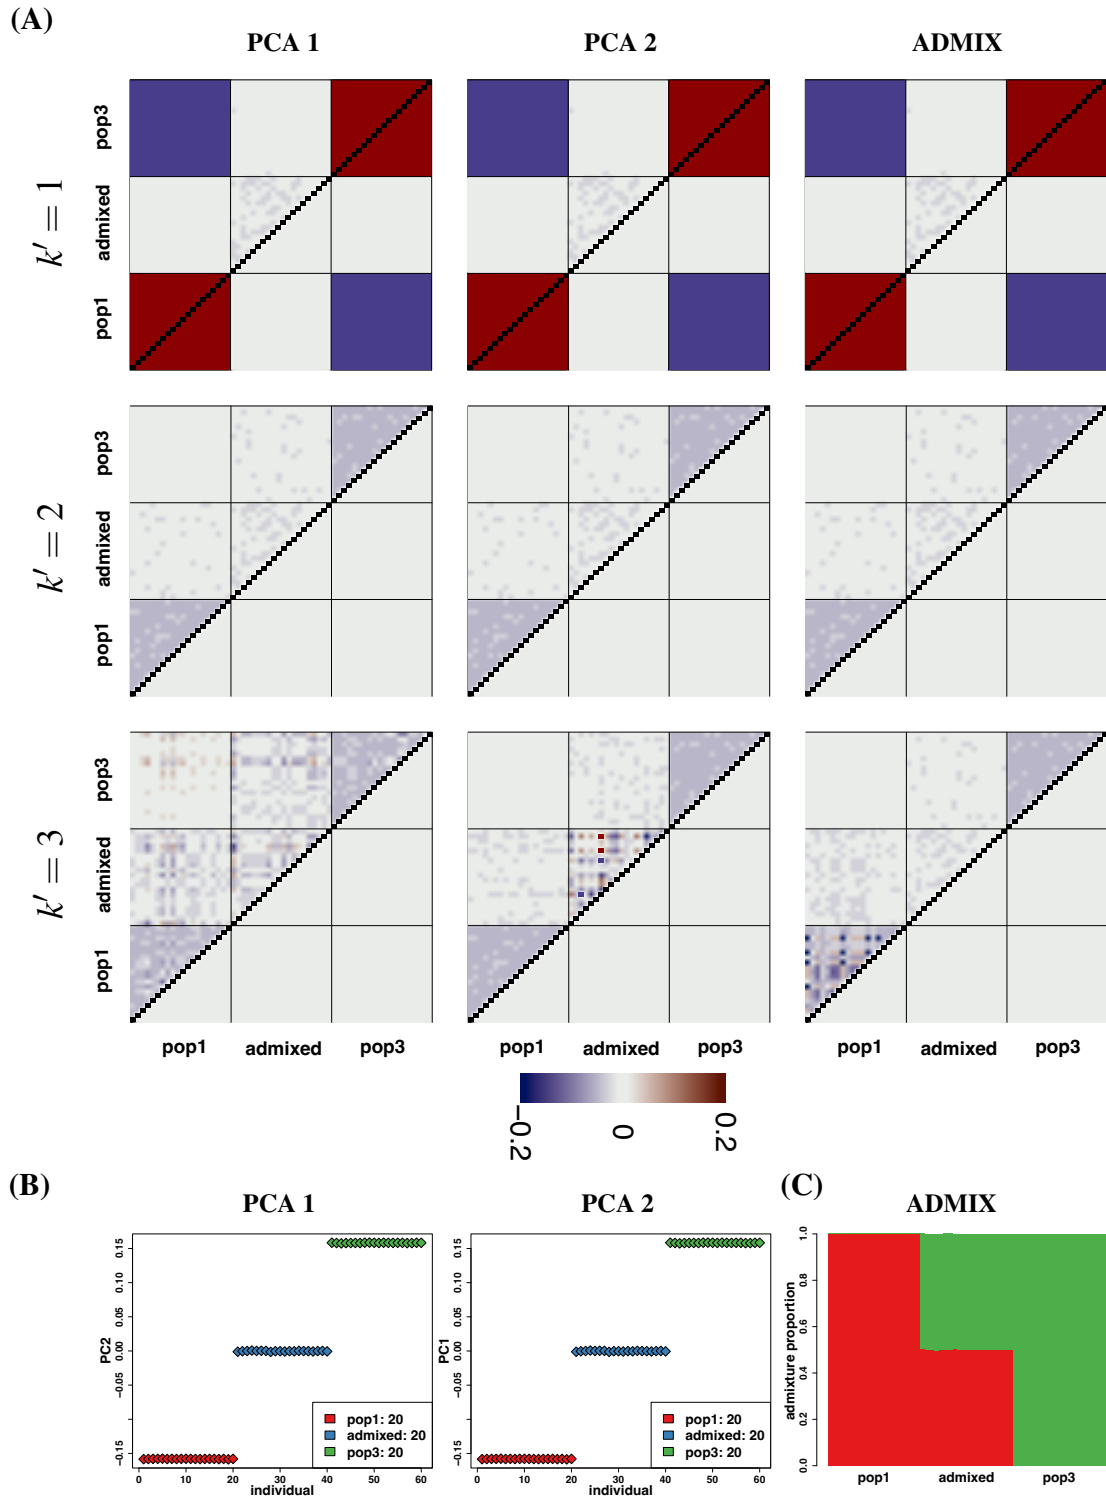 (A)
PCA 1
PCA 2
ADMIX
k′ = 1
pop3
admixed
pop1
k′ = 2
pop3
admixed
pop1
k′ = 3
pop3
admixed
pop1
pop1 admixed pop3
pop1 admixed pop3
pop1 admixed pop3
−0.2 0 0.2
(B)
PCA 1
PC2
0.15
0.10
0.05
0.00
−0.05
−0.15
0 10 20 30 40 50 60
individual
pop1: 20
admixed: 20
pop3: 20
PCA 2
PC1
0.15
0.10
0.05
0.00
−0.05
−0.15
0 10 20 30 40 50 60
individual
pop1: 20
admixed: 20
pop3: 20
(C)
ADMIX
admixture proportion
1.0
0.8
0.6
0.4
0.2
0.0
pop1 admixed pop3